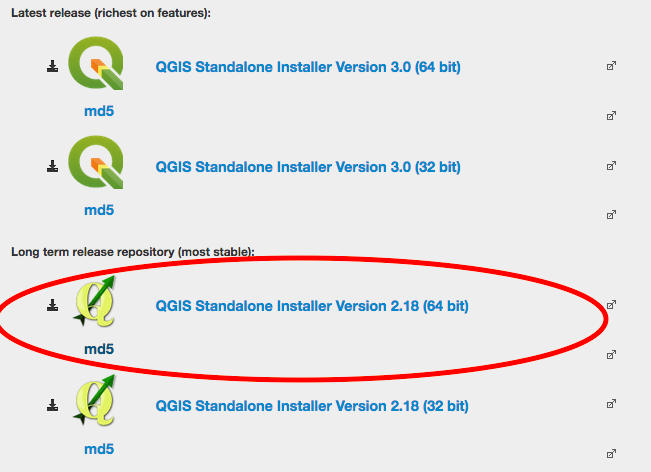 Latest release (richest on features):
QGIS Standalone Installer Version 3.0 (64 bit)
md5
QGIS Standalone Installer Version 3.0 (32 bit)
md5
Long term release repository (most stable):
QGIS Standalone Installer Version 2.18 (64 bit)
md5
QGIS Standalone Installer Version 2.18 (32 bit)
md5